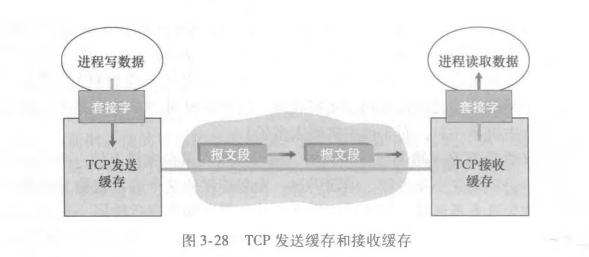 进程写数据
进程读取数据
套接字
套接字
TCP发送
缓存
报文段
报文段
TCP接收
缓存
图 3-28 TCP 发送缓存和接收缓存